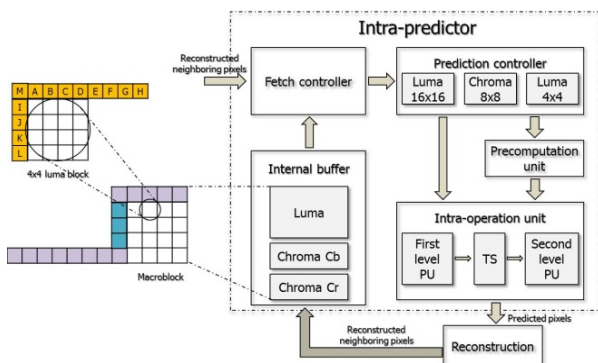 Intra-predictor
Reconstructed
neighboring pixels
Fetch controller
Prediction controller
Luma
16x16
Chroma
8x8
Luma
4x4
M A B C D E F G H
I
J
K
L
4x4 luma block
Precomputation
unit
Internal buffer
Luma
Chroma Cb
Chroma Cr
Macroblock
Intra-operation unit
First
level
PU
TS
Second
level
PU
Predicted pixels
Reconstructed
neighboring pixels
Reconstruction